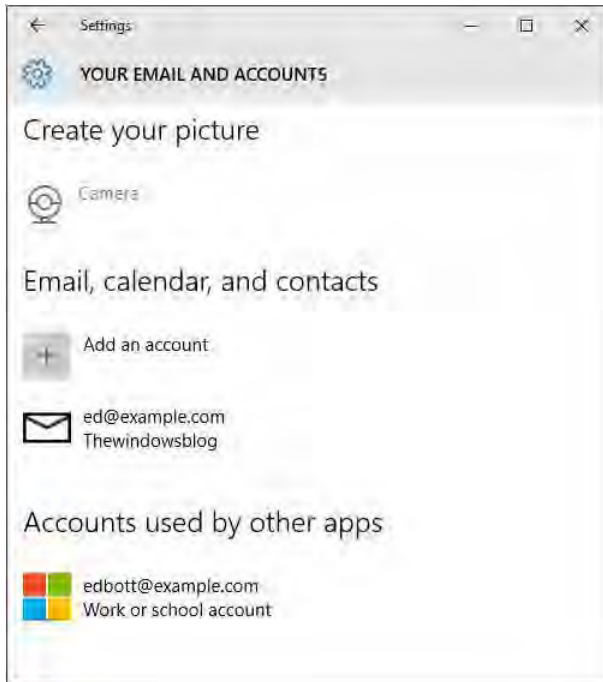 Settings
YOUR EMAIL AND ACCOUNTS
Create your picture
Camera
Email, calendar, and contacts
Add an account
ed@example.com
Thewindowsblog
Accounts used by other apps
edbott@example.com
Work or school account